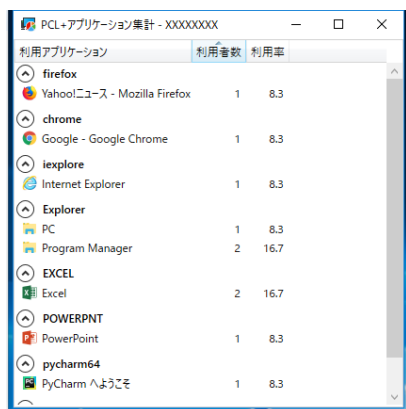 PCL+アプリケーション集計 - XXXXXXXX
利用アプリケーション 利用者数 利用率
firefox
Yahoo!ニュース - Mozilla Firefox 1 8.3
chrome
Google - Google Chrome 1 8.3
iexplore
Internet Explorer 1 8.3
Explorer
PC 1 8.3
Program Manager 2 16.7
EXCEL
Excel 2 16.7
POWERPNT
PowerPoint 1 8.3
pycharm64
PyCharm へようこそ 1 8.3